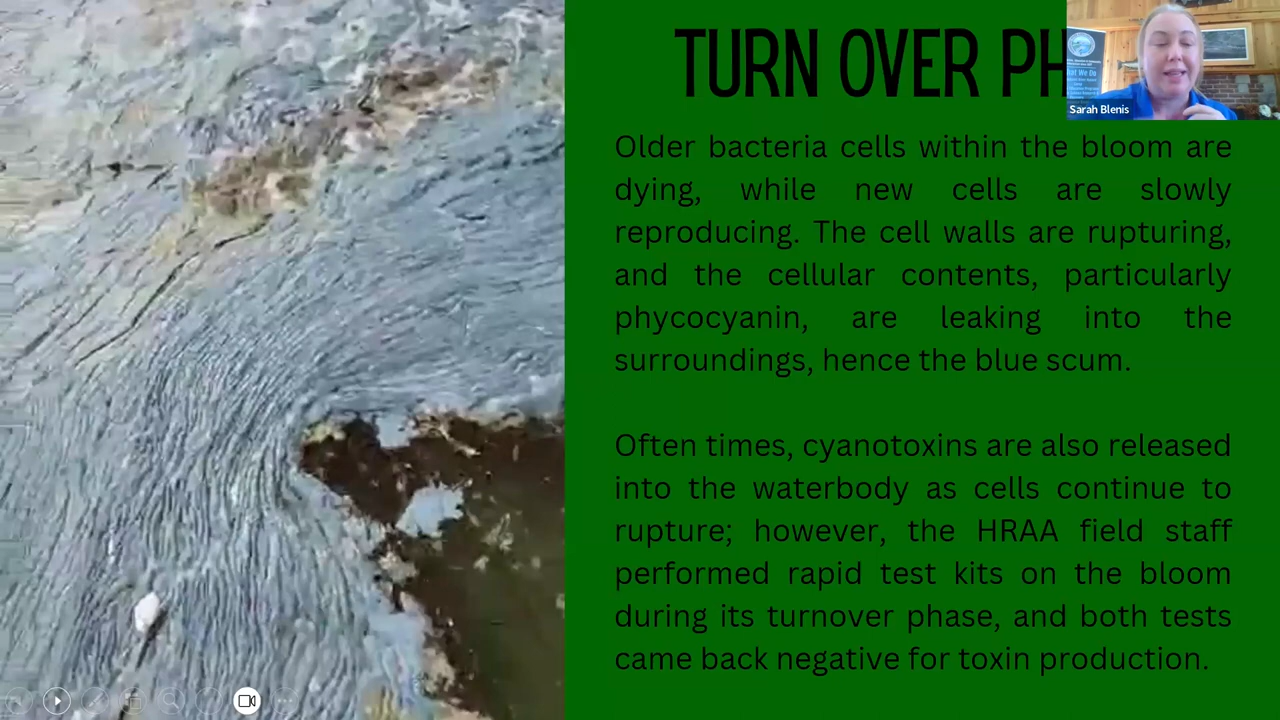 TURN OVER PH
at We Do
Sarah Blenis
Older bacteria cells within the bloom are
dying, while new cells are slowly
reproducing. The cell walls are rupturing,
and the cellular contents, particularly
phycocyanin, are leaking into the
surroundings, hence the blue scum.
Often times, cyanotoxins are also released
into the waterbody as cells continue to
rupture; however, the HRAA field staff
performed rapid test kits on the bloom
during its turnover phase, and both tests
came back negative for toxin production.